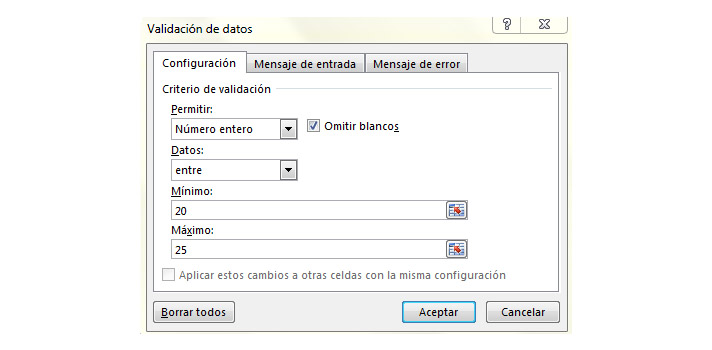 Validación de datos
Configuración Mensaje de entrada Mensaje de error
Criterio de validación
Permitir:
Número entero Omitir blancos
Datos:
entre
Mínimo:
20
Máximo:
25
Aplicar estos cambios a otras celdas con la misma configuración
Borrar todos Aceptar Cancelar